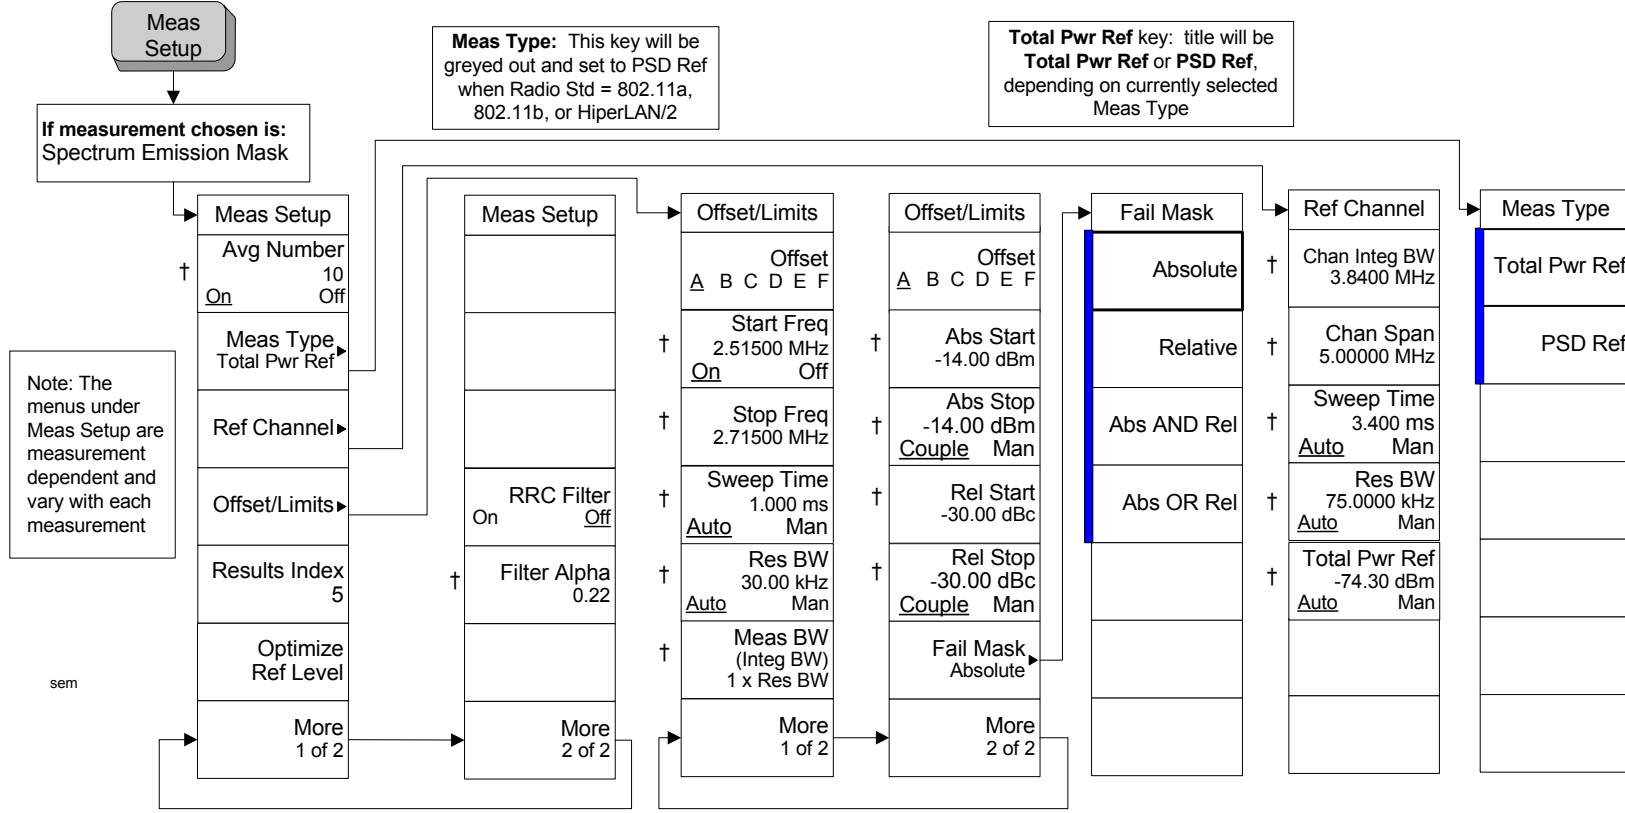 Meas
Setup
Meas Type: This key will be
greyed out and set to PSD Ref
when Radio Std = 802.11a,
802.11b, or HiperLAN/2
Total Pwr Ref key: title will be
Total Pwr Ref or PSD Ref,
depending on currently selected
Meas Type
If measurement chosen is:
Spectrum Emission Mask
Note: The
menus under
Meas Setup are
measurement
dependent and
vary with each
measurement
sem
Meas Setup
†
Avg Number
10
On Off
Meas Type
Total Pwr Ref
Ref Channel
Offset/Limits
Results Index
5
Optimize
Ref Level
More
1 of 2
Meas Setup
RRC Filter
On Off
†
Filter Alpha
0.22
More
2 of 2
Offset/Limits
Offset
A B C D E F
†
Start Freq
2.51500 MHz
On Off
†
Stop Freq
2.71500 MHz
†
Sweep Time
1.000 ms
Auto Man
†
Res BW
30.00 kHz
Auto Man
†
Meas BW
(Integ BW)
1 x Res BW
More
1 of 2
Offset/Limits
Offset
A B C D E F
†
Abs Start
-14.00 dBm
†
Abs Stop
-14.00 dBm
Couple Man
†
Rel Start
-30.00 dBc
†
Rel Stop
-30.00 dBc
Couple Man
Fail Mask
Absolute
More
2 of 2
Fail Mask
Absolute
Relative
Abs AND Rel
Abs OR Rel
Ref Channel
†
Chan Integ BW
3.8400 MHz
†
Chan Span
5.00000 MHz
†
Sweep Time
3.400 ms
Auto Man
†
Res BW
75.0000 kHz
Auto Man
†
Total Pwr Ref
-74.30 dBm
Auto Man
Meas Type
Total Pwr Ref
PSD Ref